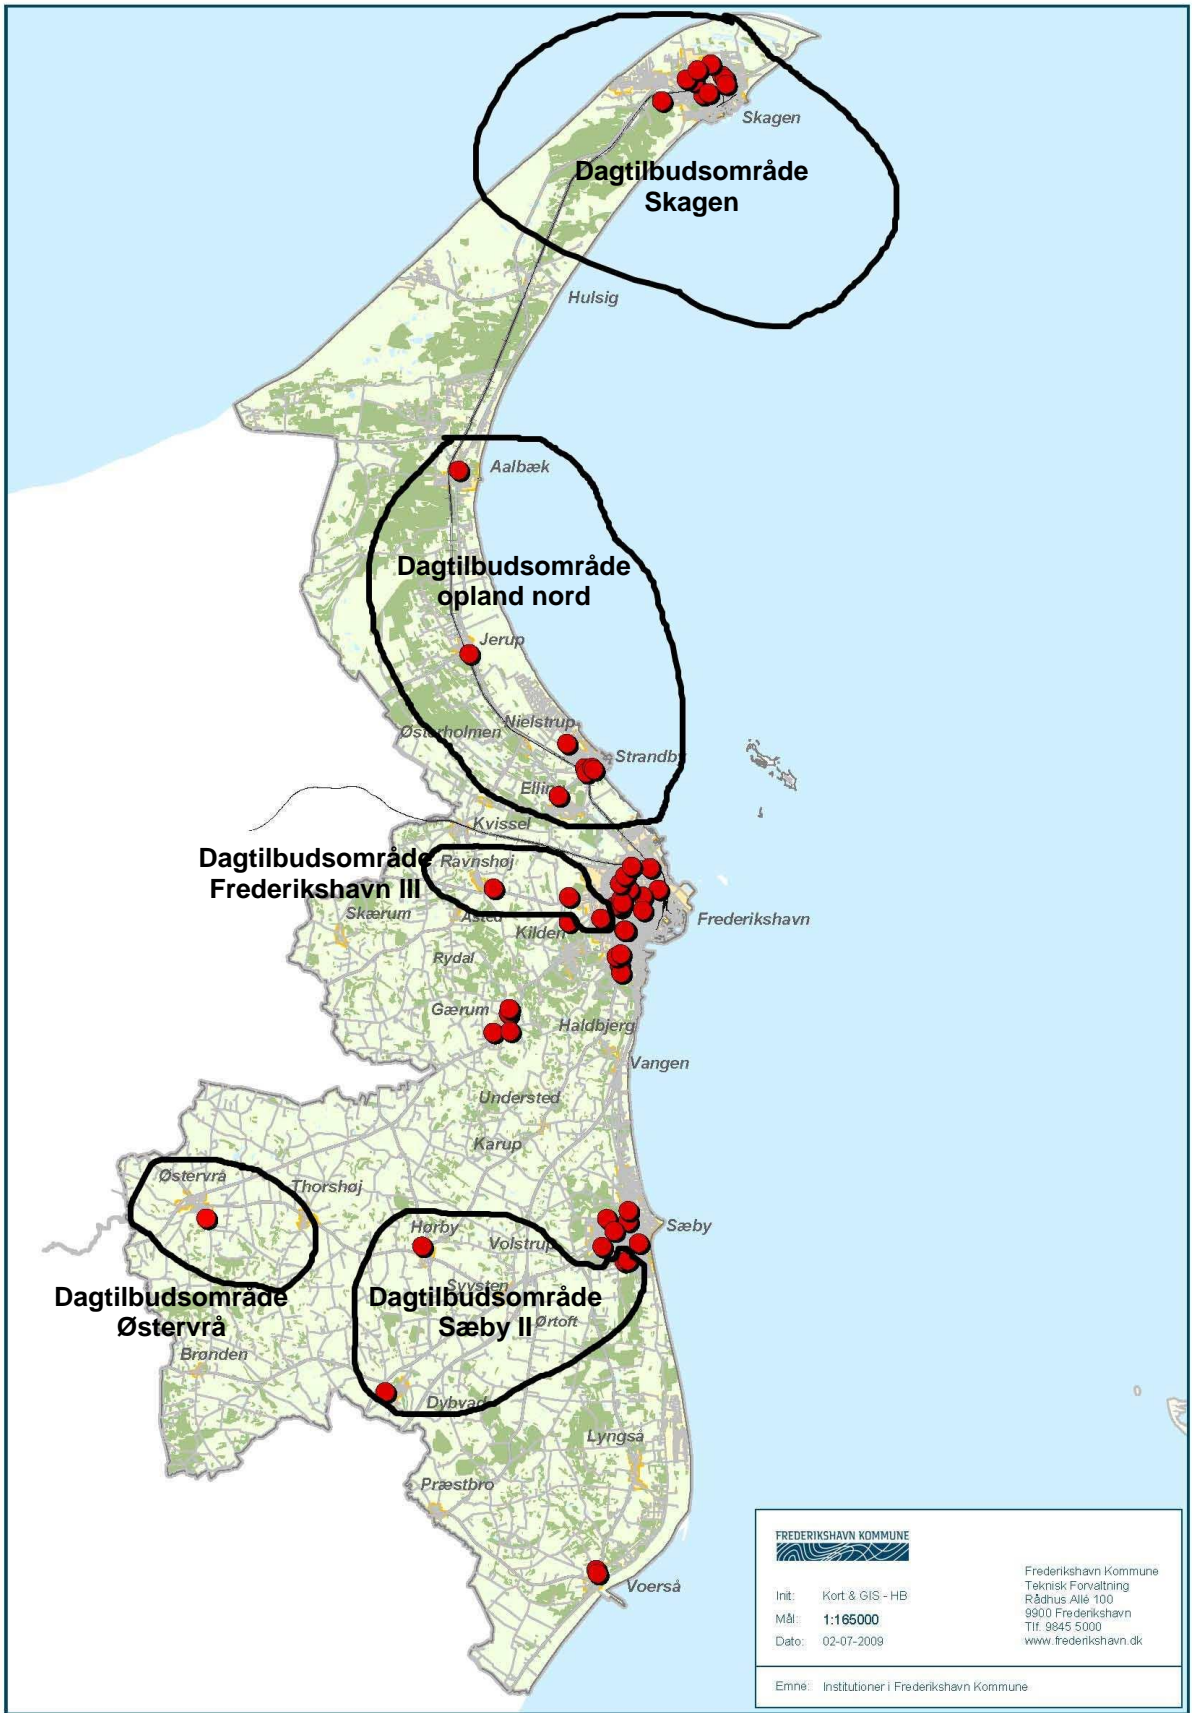 Skagen
Dagtilbudsområde
Skagen
Hulsig
Aalbæk
Dagtilbudsområde
opland nord
Jerup
Nielstrup
Østerholmen
Strandby
Elling
Kvissel
Dagtilbudsområde
Frederikshavn III
Ravnshøj
Skærum
Åsted
Kilden
Frederikshavn
Rydal
Gærum
Haldbjerg
Vangen
Understed
Karup
Østervrå
Thorshøj
Hørby
Volstrup
Sæby
Syvsten
Dagtilbudsområde
Østervrå
Dagtilbudsområde
Sæby II
Ørtoft
Brønden
Dybvad
Lyngså
Præstbro
Voerså
FREDERIKSHAVN KOMMUNE
Init: Kort & GIS - HB
Mål: 1:165000
Dato: 02-07-2009
Frederikshavn Kommune
Teknisk Forvaltning
Rådhus Allé 100
9900 Frederikshavn
Tlf. 9845 5000
www.frederikshavn.dk
Emne: Institutioner i Frederikshavn Kommune